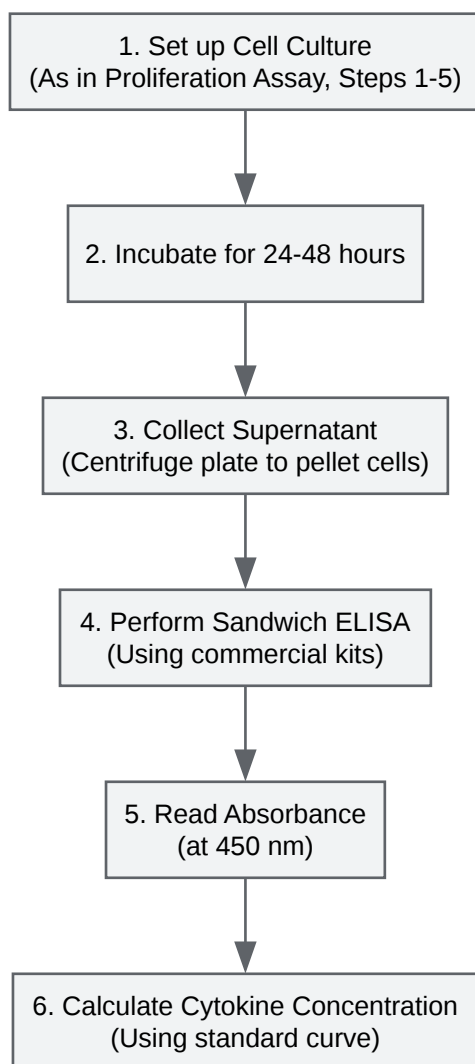 1. Set up Cell Culture
(As in Proliferation Assay, Steps 1-5)
2. Incubate for 24-48 hours
3. Collect Supernatant
(Centrifuge plate to pellet cells)
4. Perform Sandwich ELISA
(Using commercial kits)
5. Read Absorbance
(at 450 nm)
6. Calculate Cytokine Concentration
(Using standard curve)